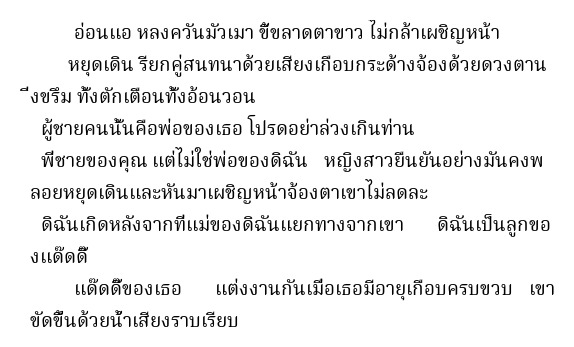 อ่อนแอ หลงควันมัวเมา ขี้ขลาดตาขาว ไม่กล้าเผชิญหน้า
หยุดเดิน รียกคู่สนทนาด้วยเสียงเกือบกระด้างจ้องด้วยดวงตาน
ิ่งขรึม ทั้งตักเตือนทั้งอ้อนวอน
ผู้ชายคนนั้นคือพ่อของเธอ โปรดอย่าล่วงเกินท่าน
พี่ชายของคุณ แต่ไม่ใช่พ่อของดิฉัน หญิงสาวยืนยันอย่างมั่นคงพ
ลอยหยุดเดินและหันมาเผชิญหน้าจ้องตาเขาไม่ลดละ
ดิฉันเกิดหลังจากที่แม่ของดิฉันแยกทางจากเขา ดิฉันเป็นลูกขอ
งแด๊ดดี้
แด๊ดดี้ของเธอ แต่งงานกันเมื่อเธอมีอายุเกือบครบขวบ เขา
ขัดขึ้นด้วยน้ำเสียงราบเรียบ